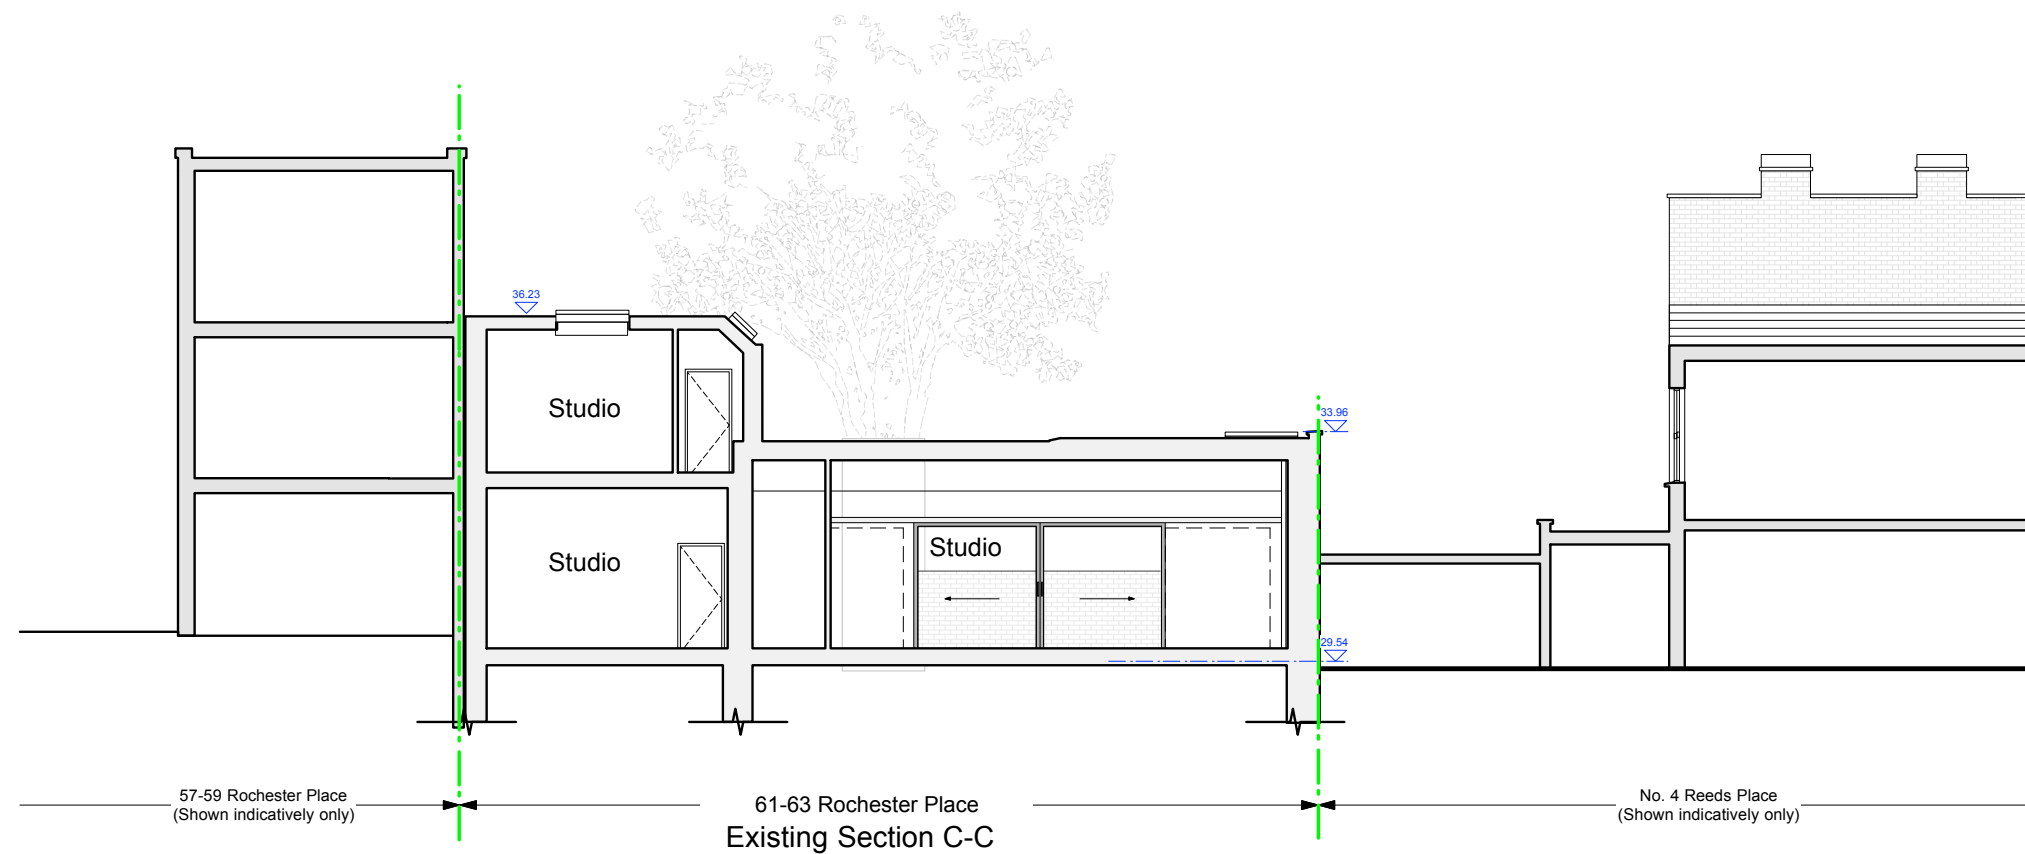 36.23
33.96
Studio
Studio
Studio
29.54
57-59 Rochester Place
(Shown indicatively only)
61-63 Rochester Place
Existing Section C-C
No. 4 Reeds Place
(Shown indicatively only)